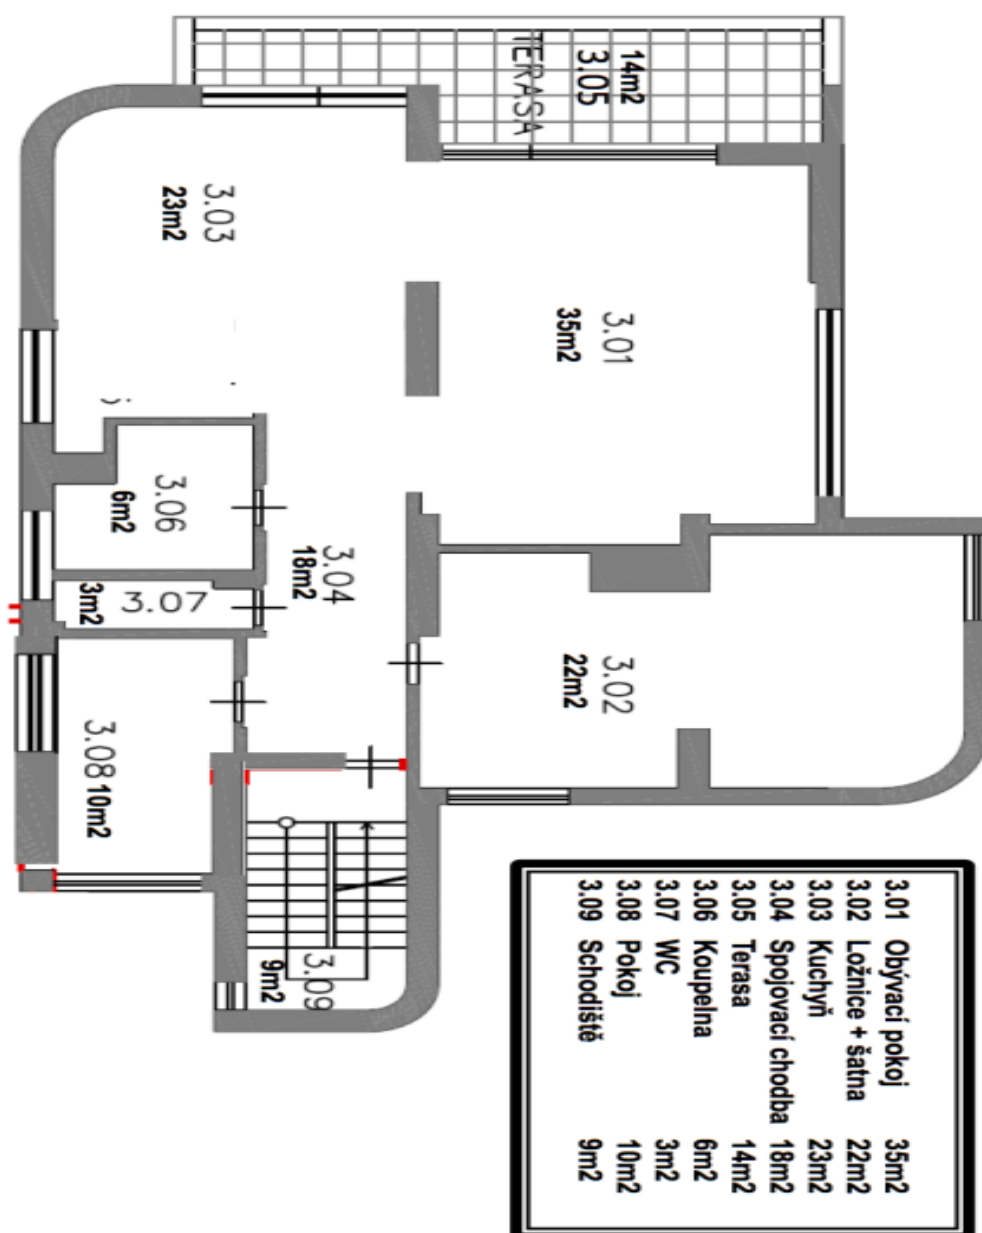 TERASA
3.05
14m2
3.03
23m2
3.01
35m2
3.06
6m2
3.04
18m2
3.07
3m2
3.02
22m2
3.08
10m2
3.09
9m2
3.01 Obývací pokoj 35m2
3.02 Ložnice + šatna 22m2
3.03 Kuchyň 23m2
3.04 Spojovací chodba 18m2
3.05 Terasa 14m2
3.06 Koupelna 6m2
3.07 WC 3m2
3.08 Pokoj 10m2
3.09 Schodiště 9m2